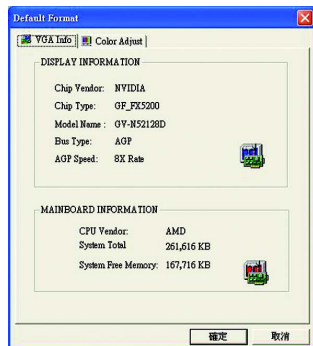 Default Format
VGA Info Color Adjust
DISPLAY INFORMATION
Chip Vendor: NVIDIA
Chip Type: GF_FX5200
Model Name : GV-N52128D
Bus Type: AGP
AGP Speed: 8X Rate
MAINBOARD INFORMATION
CPU Vendor: AMD
System Total 261,616 KB
System Free Memory: 167,716 KB
確定 取消